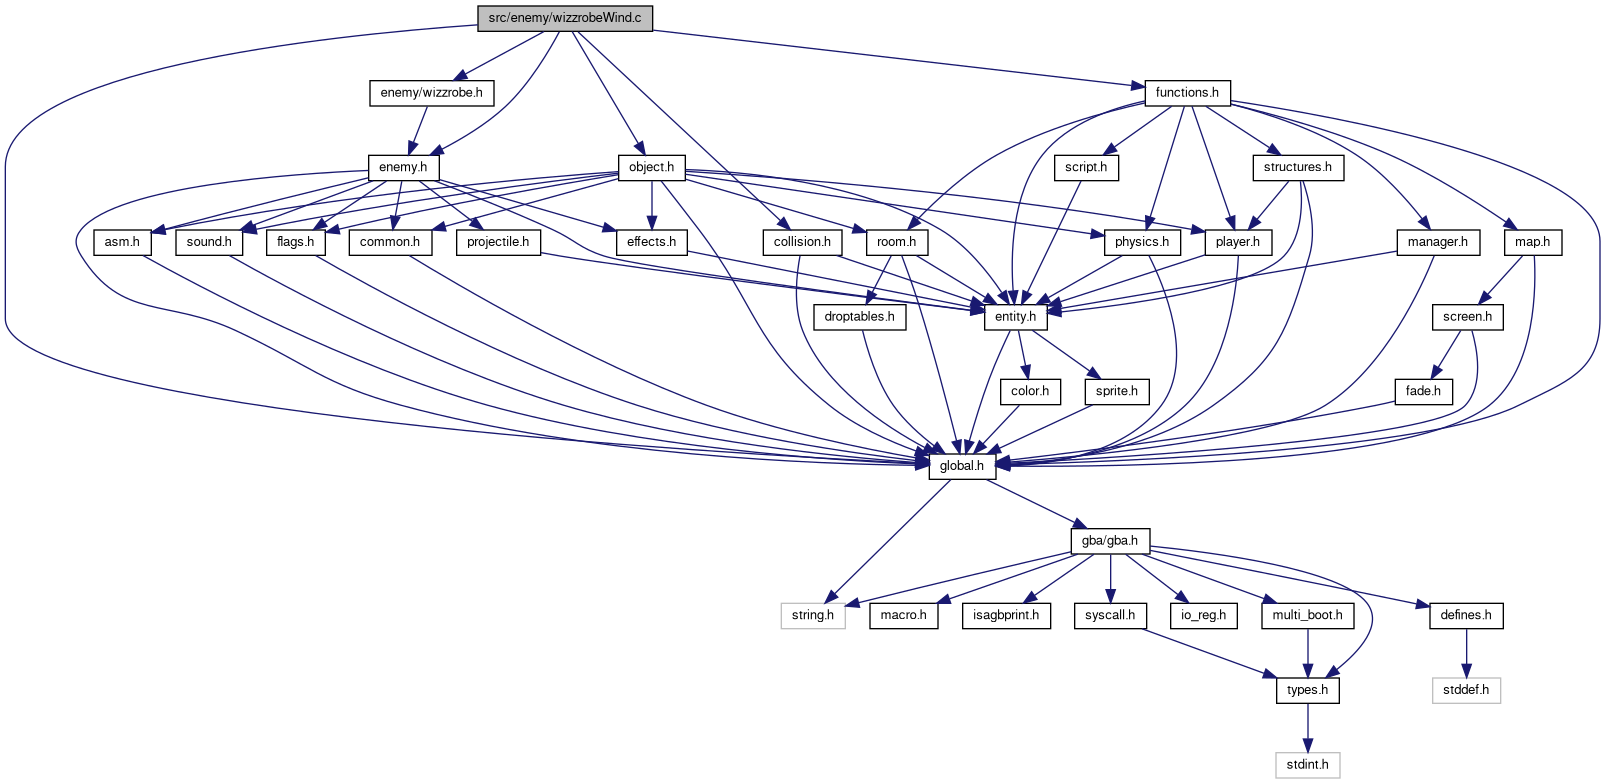 src/enemy/wizzrobeWind.c
enemy/wizzrobe.h
functions.h
enemy.h
object.h
script.h
structures.h
asm.h
sound.h
flags.h
common.h
projectile.h
effects.h
collision.h
room.h
physics.h
player.h
manager.h
map.h
droptables.h
entity.h
screen.h
color.h
sprite.h
fade.h
global.h
gba/gba.h
string.h
macro.h
isagbprint.h
syscall.h
io_reg.h
multi_boot.h
defines.h
types.h
stddef.h
stdint.h